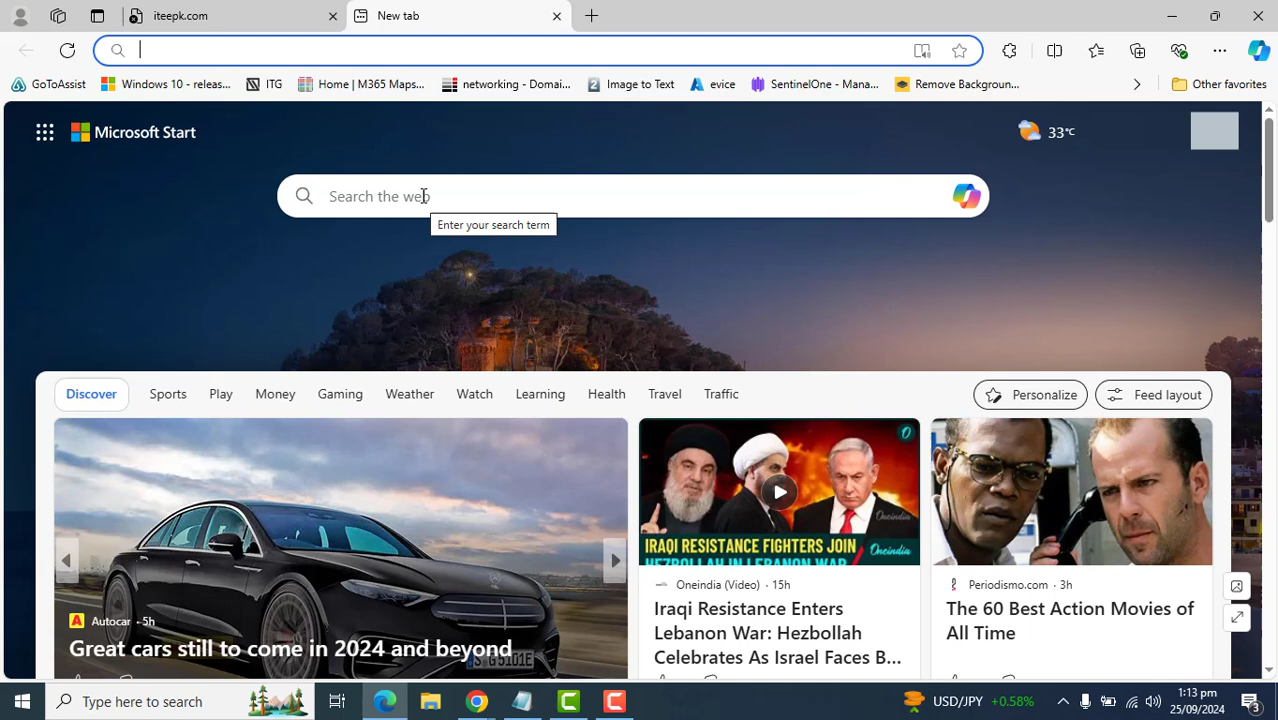 iteepk.com
New tab
GoToAssist
Windows 10 - releas...
ITG
Home | M365 Maps...
networking - Domai...
Image to Text
evice
SentinelOne - Mana...
Remove Backgroun...
Other favorites
Microsoft Start
33°C
Search the web
Enter your search term
Discover
Sports
Play
Money
Gaming
Weather
Watch
Learning
Health
Travel
Traffic
Personalize
Feed layout
Autocar · 5h
Great cars still to come in 2024 and beyond
S·G 5101E
Oneindia
IRAQI RESISTANCE FIGHTERS JOIN
HEZBOLLAH IN LEBANON WAR
Oneindia
Oneindia (Video) · 15h
Iraqi Resistance Enters
Lebanon War: Hezbollah
Celebrates As Israel Faces B...
Periodismo.com · 3h
The 60 Best Action Movies of
All Time
Type here to search
USD/JPY +0.58%
1:13 pm
25/09/2024
3